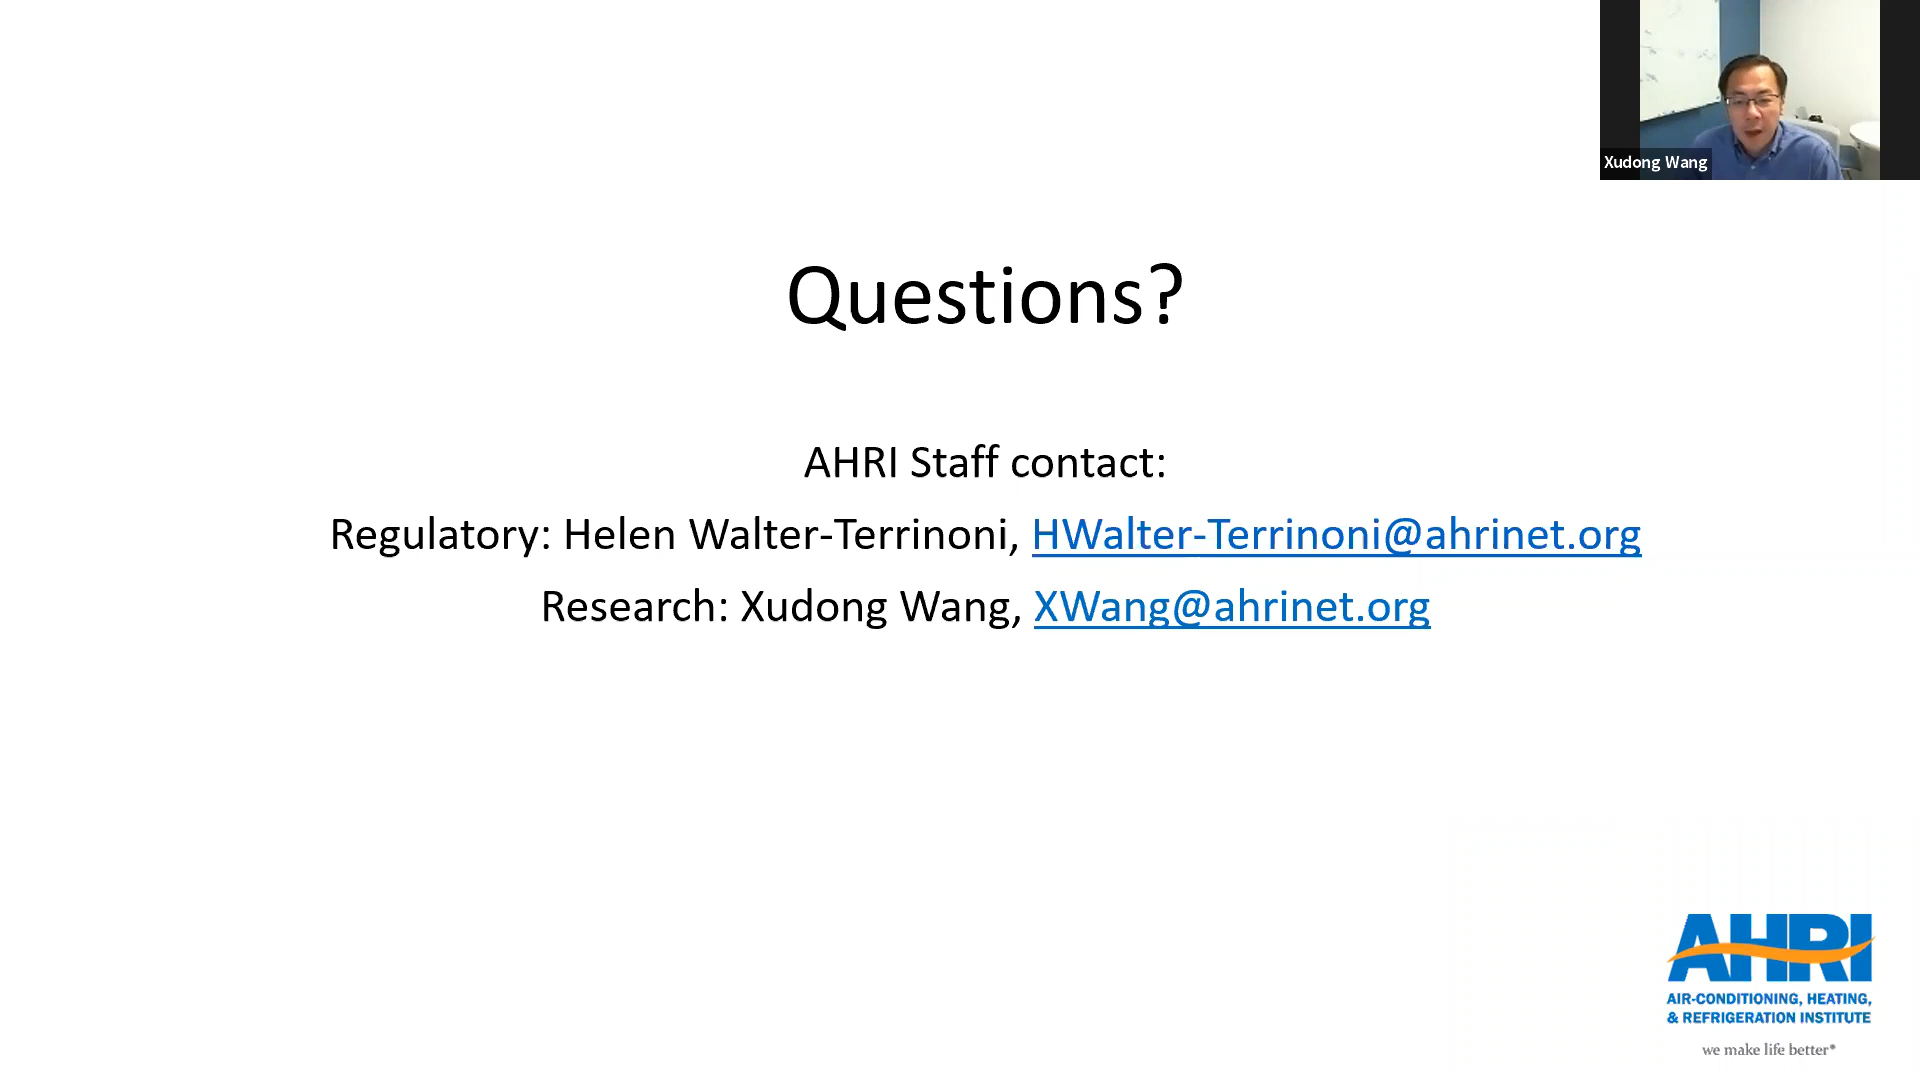 Xudong Wang
Questions?
AHRI Staff contact:
Regulatory: Helen Walter-Terrinoni, HWalter-Terrinoni@ahrinet.org
Research: Xudong Wang, XWang@ahrinet.org
AHRI
AIR-CONDITIONING, HEATING,
& REFRIGERATION INSTITUTE
we make life better®